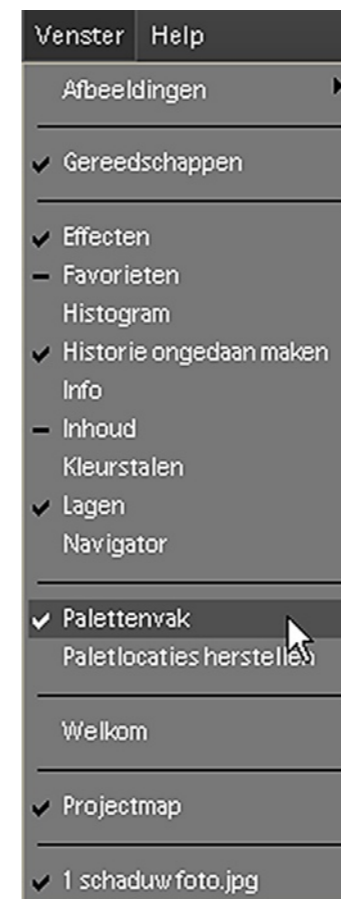 Venster Help
Afbeeldingen
Gereedschappen
Effecten
Favorieten
Histogram
Historie ongedaan maken
Info
Inhoud
Kleurstalen
Lagen
Navigator
Palettenvak
Paletlocaties herstellen
Welkom
Projectmap
1 schaduw foto.jpg